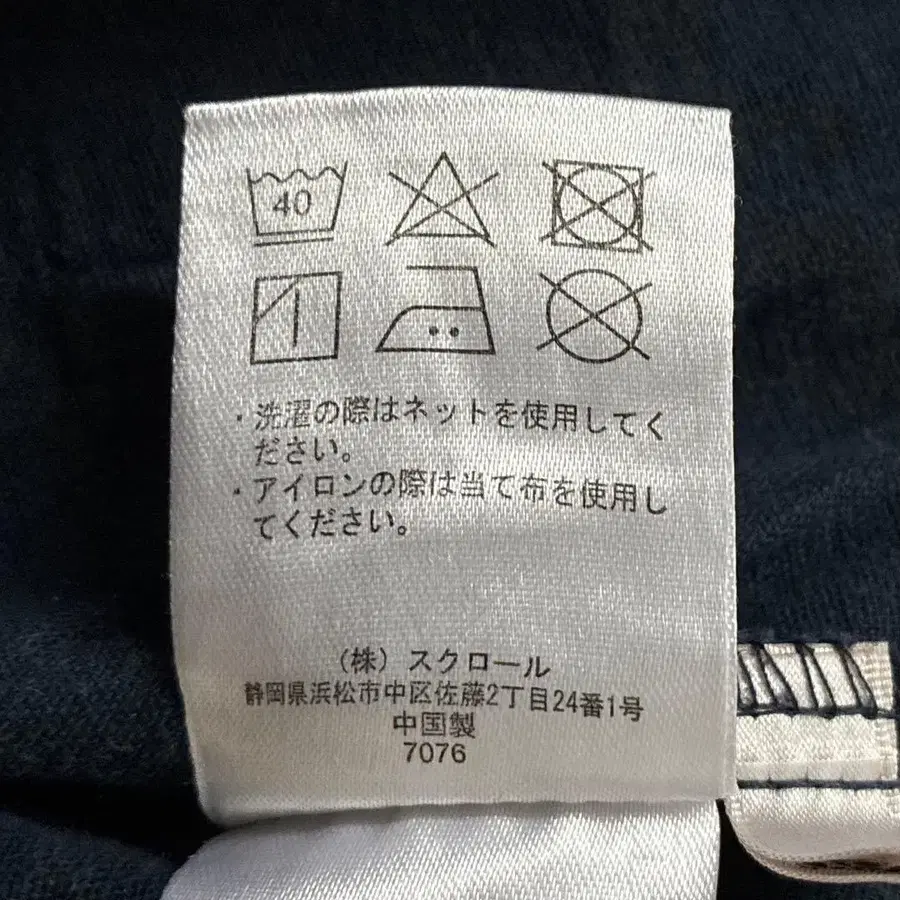 40
・洗濯の際はネットを使用してく
ださい。
・アイロンの際は当て布を使用し
てください。
（株）スクロール
静岡県浜松市中区佐藤2丁目24番1号
中国製
7076